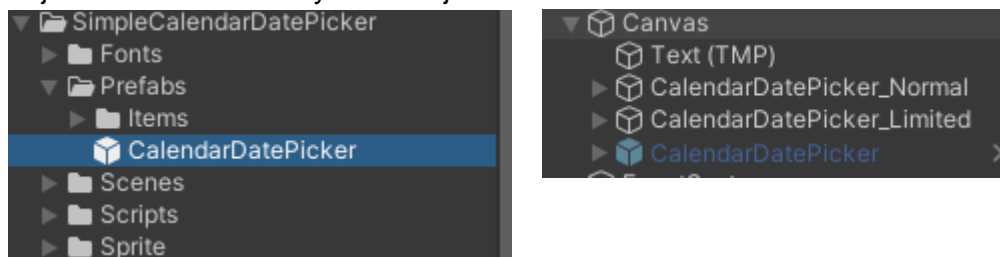 SimpleCalendarDatePicker
Fonts
Prefabs
Items
CalendarDatePicker
Scenes
Scripts
Sprite
Canvas
Text (TMP)
CalendarDatePicker_Normal
CalendarDatePicker_Limited
CalendarDatePicker